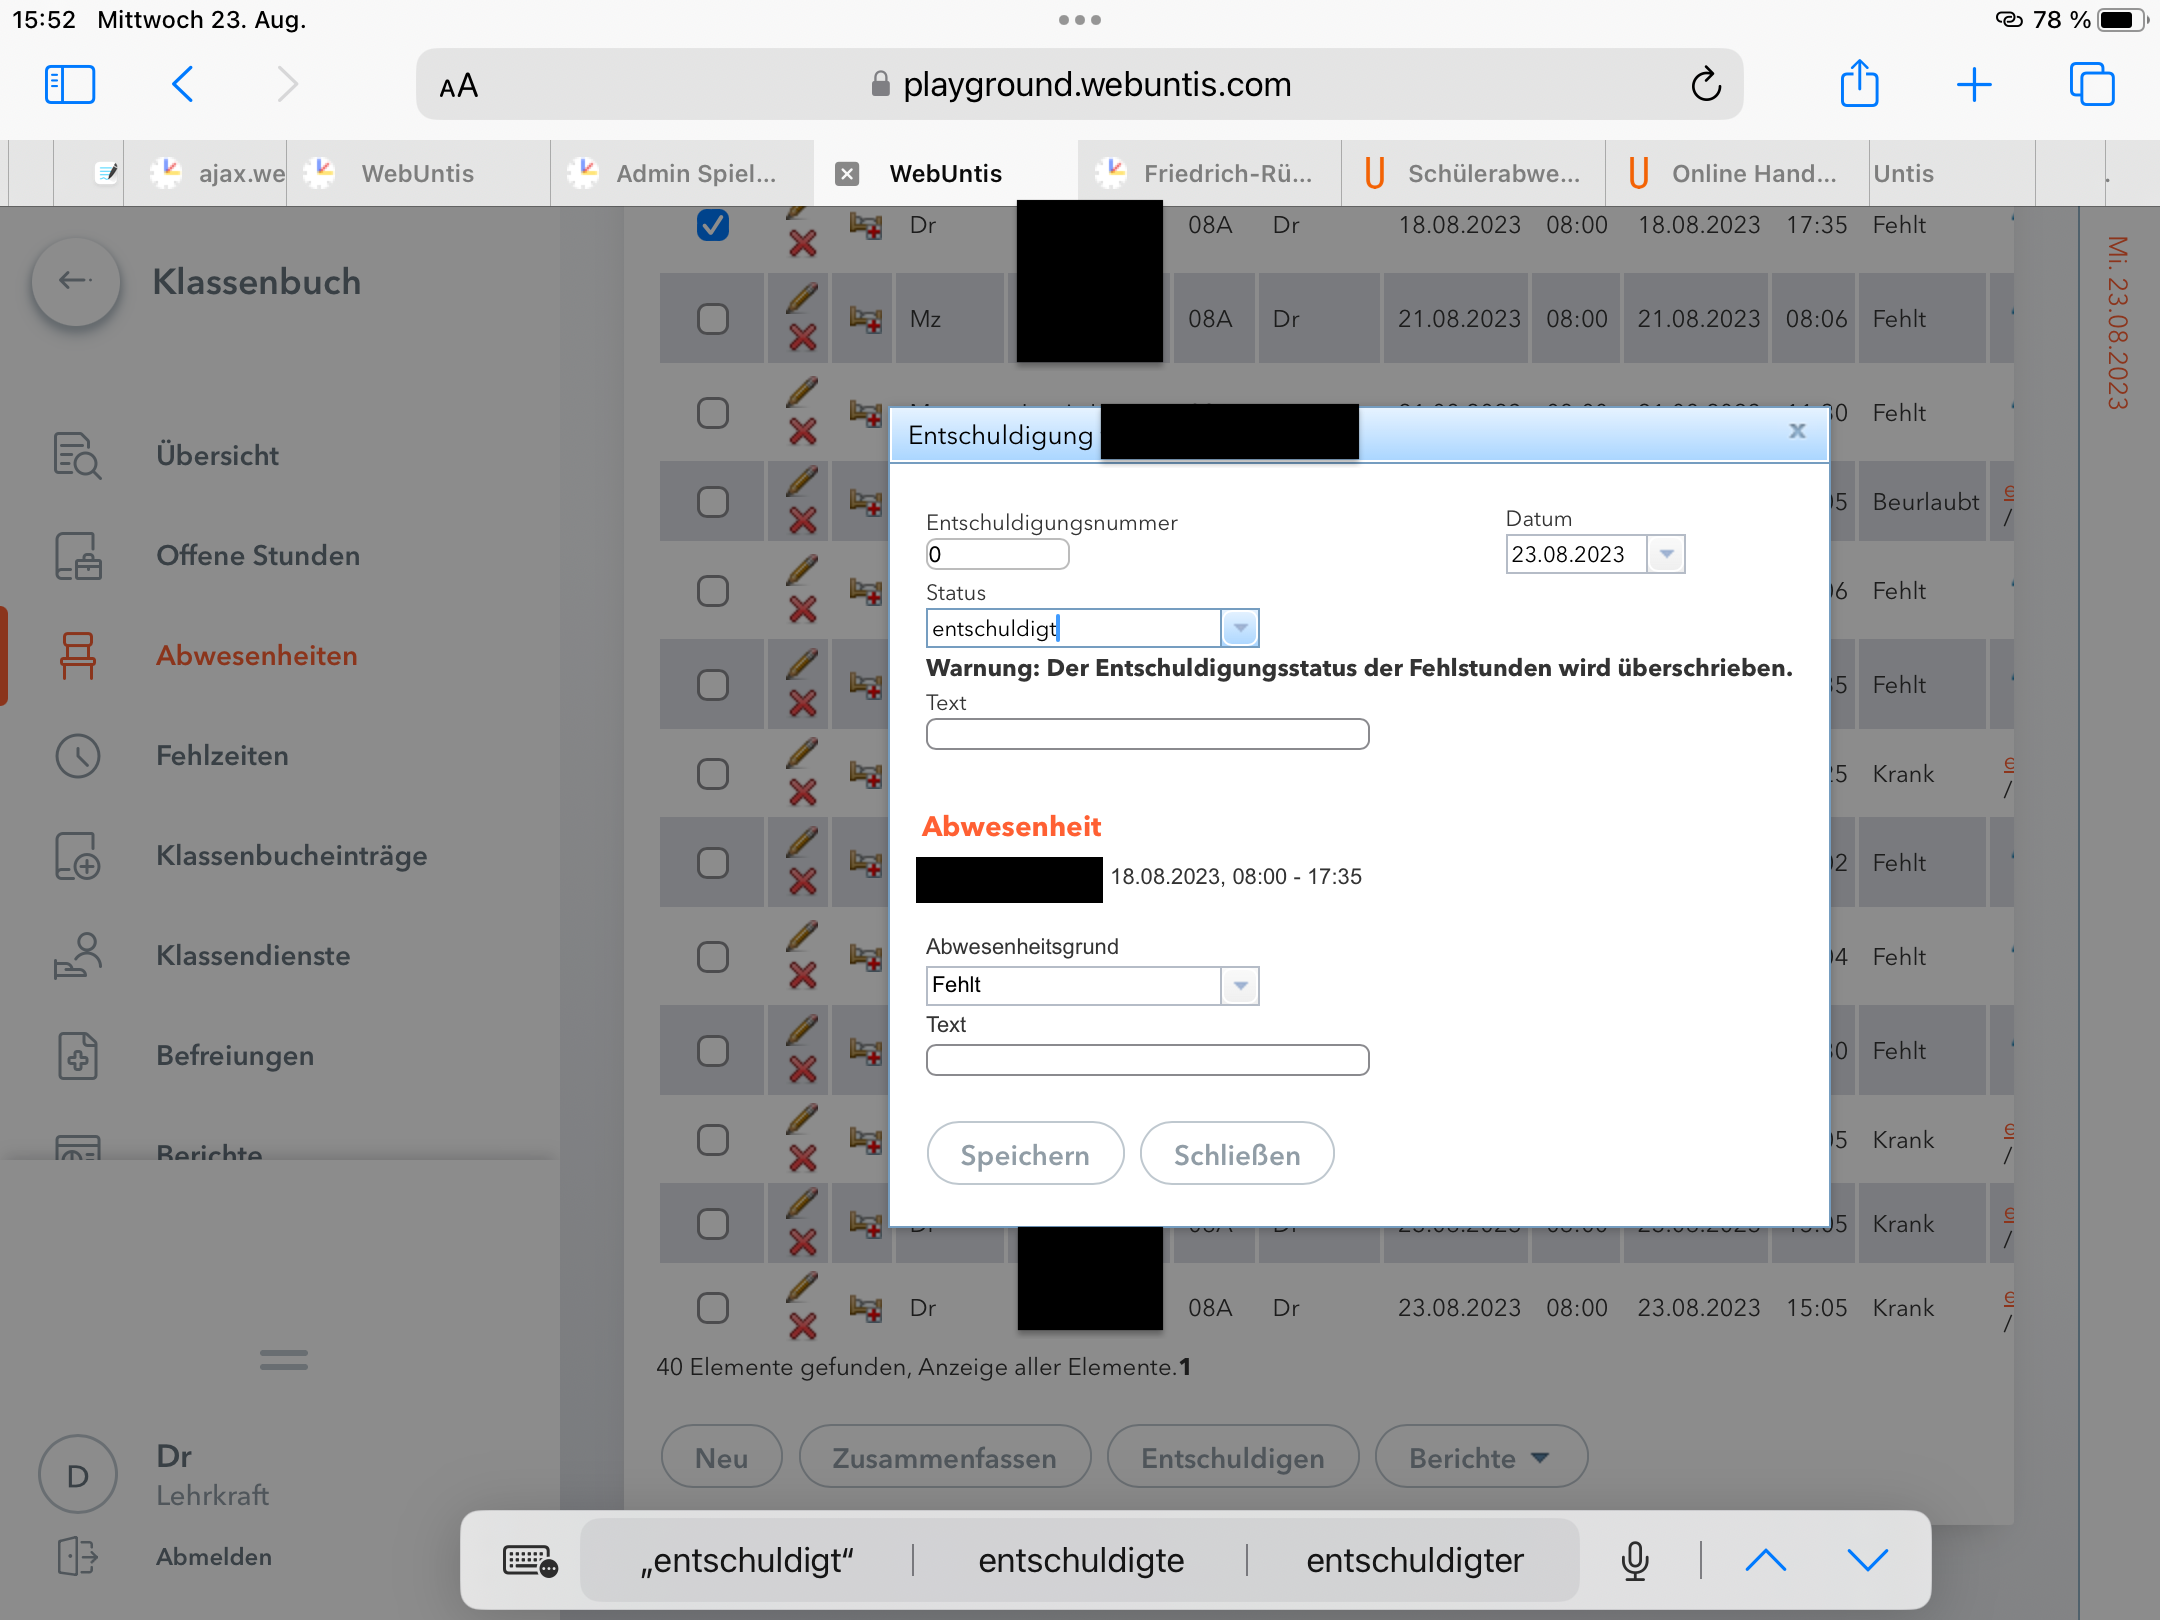 15:52 Mittwoch 23. Aug.
78 %
AA
playground.webuntis.com
ajax.we
WebUntis
Admin Spiel...
WebUntis
Friedrich-Rü...
Schülerabwe...
Online Hand...
Untis
Klassenbuch
Übersicht
Offene Stunden
Abwesenheiten
Fehlzeiten
Klassenbucheinträge
Klassendienste
Befreiungen
Berichte
D
Dr
Lehrkraft
Abmelden
Dr 08A Dr 18.08.2023 08:00 18.08.2023 17:35 Fehlt
Mz 08A Dr 21.08.2023 08:00 21.08.2023 08:06 Fehlt
Fehlt
Beurlaubt
Fehlt
Fehlt
Krank
Fehlt
Fehlt
Fehlt
Krank
Krank
Dr 08A Dr 23.08.2023 08:00 23.08.2023 15:05 Krank
Entschuldigung
Entschuldigungsnummer
0
Datum
23.08.2023
Status
entschuldigt
Warnung: Der Entschuldigungsstatus der Fehlstunden wird überschrieben.
Text
Abwesenheit
18.08.2023, 08:00 - 17:35
Abwesenheitsgrund
Fehlt
Text
Speichern
Schließen
40 Elemente gefunden, Anzeige aller Elemente.1
Neu
Zusammenfassen
Entschuldigen
Berichte
Mi. 23.08.2023
„entschuldigt“
entschuldigte
entschuldigter